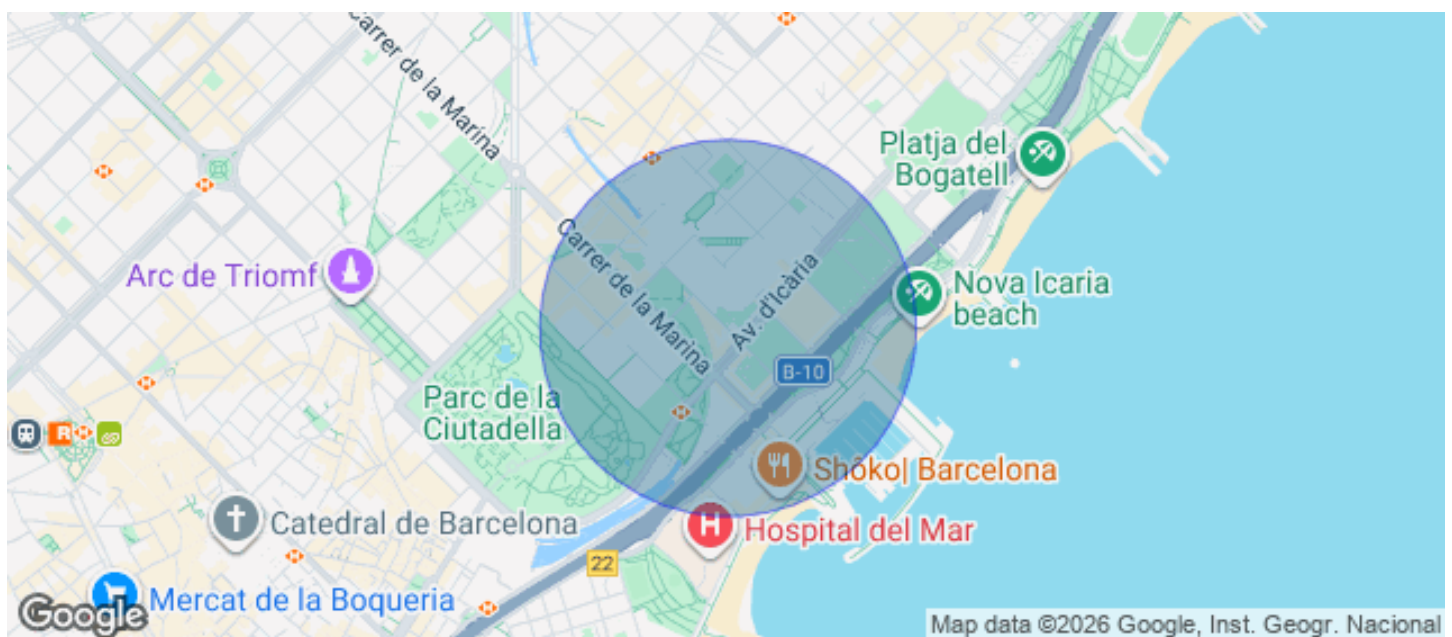 Carrer de la Marina
Platja del
Bogatell
Arc de Triomf
Carrer de la Marina
Av. d'Icària
Nova Icaria
beach
B-10
Parc de la
Ciutadella
R
Shôko| Barcelona
Catedral de Barcelona
H
Hospital del Mar
22
Mercat de la Boqueria
Google
Map data ©2026 Google, Inst. Geogr. Nacional